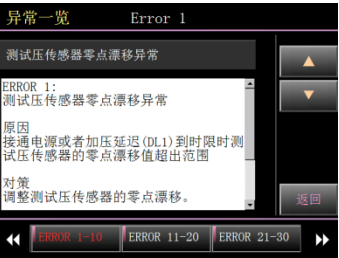 异常一览 Error 1
测试压传感器零点漂移异常
ERROR 1:
测试压传感器零点漂移异常
原因
接通电源或者加压延迟(DL1)到时限时测
试压传感器的零点漂移值超出范围
对策
调整测试压传感器的零点漂移。
返回
ERROR 1-10 ERROR 11-20 ERROR 21-30